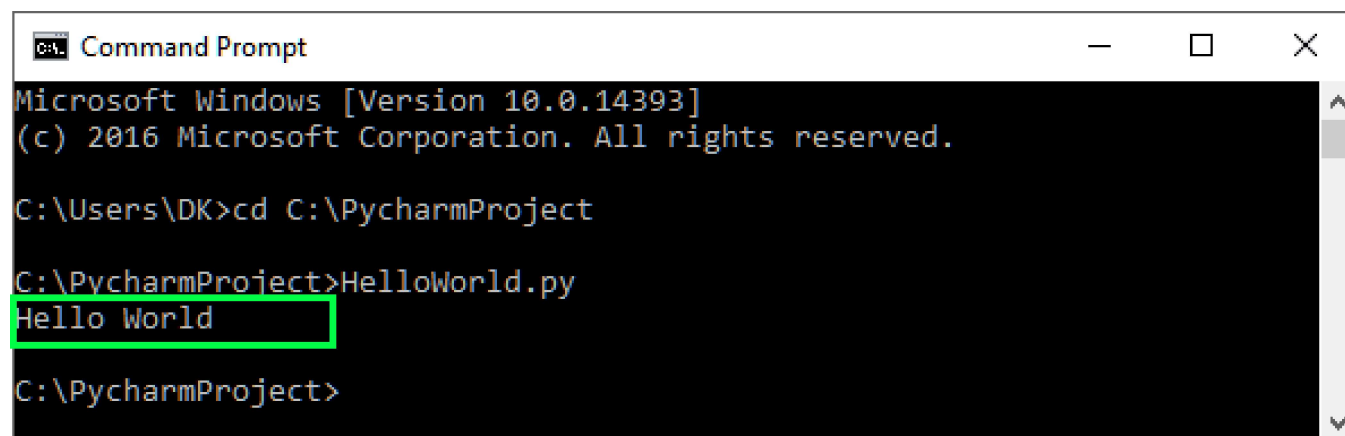 Command Prompt
Microsoft Windows [Version 10.0.14393]
(c) 2016 Microsoft Corporation. All rights reserved.
C:\Users\DK>cd C:\PycharmProject
C:\PycharmProject>HelloWorld.py
Hello World
C:\PycharmProject>